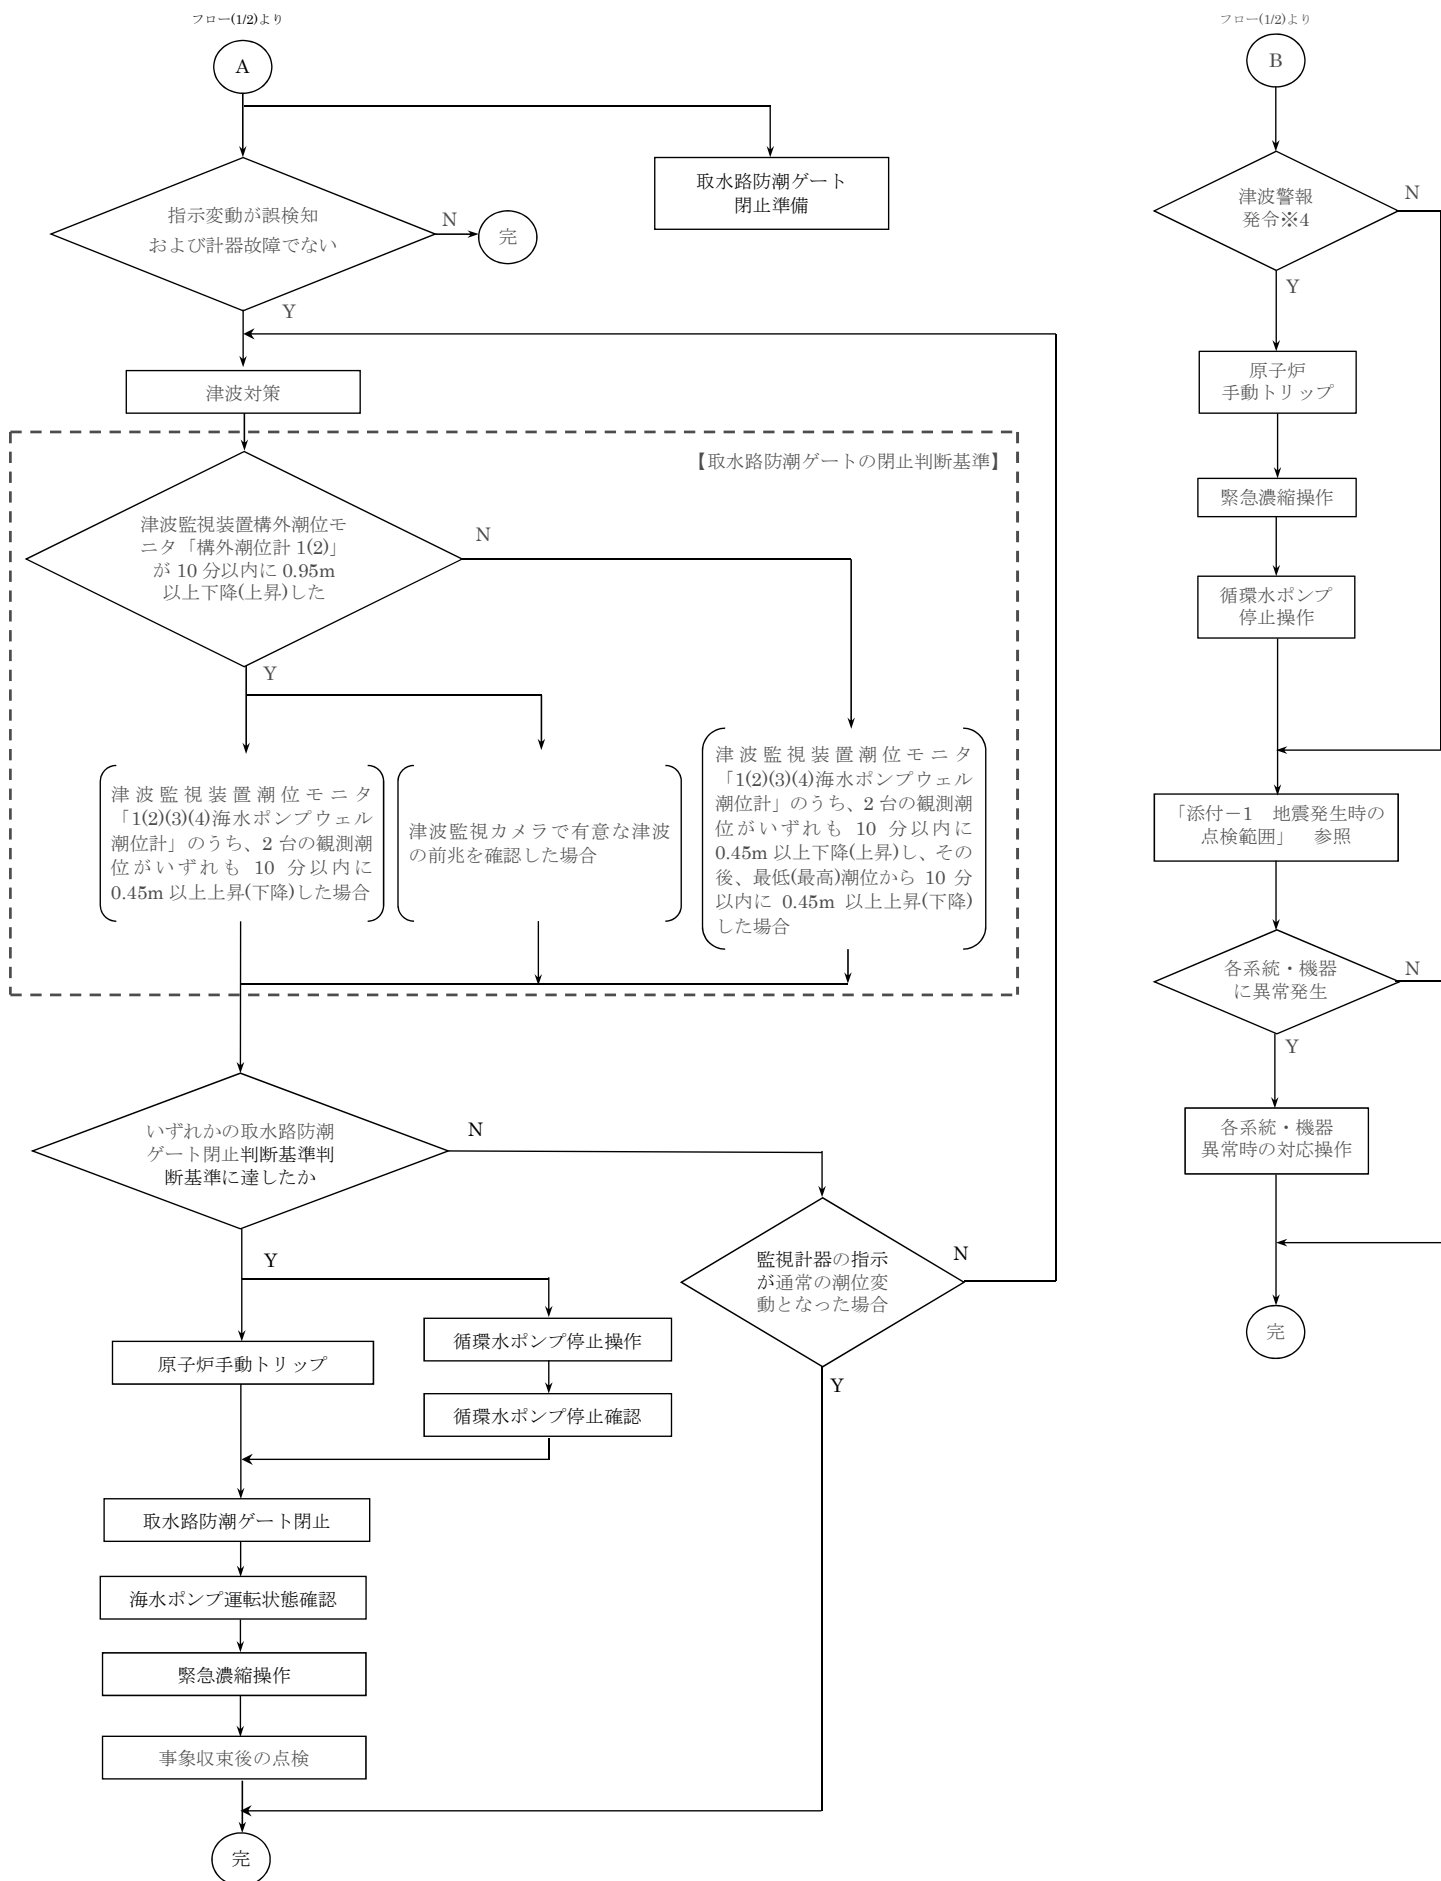 フロー(1/2)より
A
指示変動が誤検知
および計器故障でない
N
完
取水路防潮ゲート
閉止準備
Y
津波対策
【取水路防潮ゲートの閉止判断基準】
津波監視装置構外潮位モ
ニタ「構外潮位計 1(2)」
が 10 分以内に 0.95m
以上下降(上昇)した
N
Y
津波監視装置潮位モニタ
「1(2)(3)(4)海水ポンプウェル
潮位計」のうち、2 台の観測潮
位がいずれも 10 分以内に
0.45m 以上上昇(下降)した場合
津波監視カメラで有意な津波
の前兆を確認した場合
津波監視装置潮位モニタ
「1(2)(3)(4)海水ポンプウェル
潮位計」のうち、2 台の観測潮
位がいずれも 10 分以内に
0.45m 以上下降(上昇)し、その
後、最低(最高)潮位から 10 分
以内に 0.45m 以上上昇(下降)
した場合
いずれかの取水路防潮
ゲート閉止判断基準判
断基準に達したか
N
Y
監視計器の指示
が通常の潮位変
動となった場合
N
Y
原子炉手動トリップ
循環水ポンプ停止操作
循環水ポンプ停止確認
取水路防潮ゲート閉止
海水ポンプ運転状態確認
緊急濃縮操作
事象収束後の点検
完
フロー(1/2)より
B
津波警報
発令※4
N
Y
原子炉
手動トリップ
緊急濃縮操作
循環水ポンプ
停止操作
「添付－1　地震発生時の
点検範囲」　参照
各系統・機器
に異常発生
N
Y
各系統・機器
異常時の対応操作
完